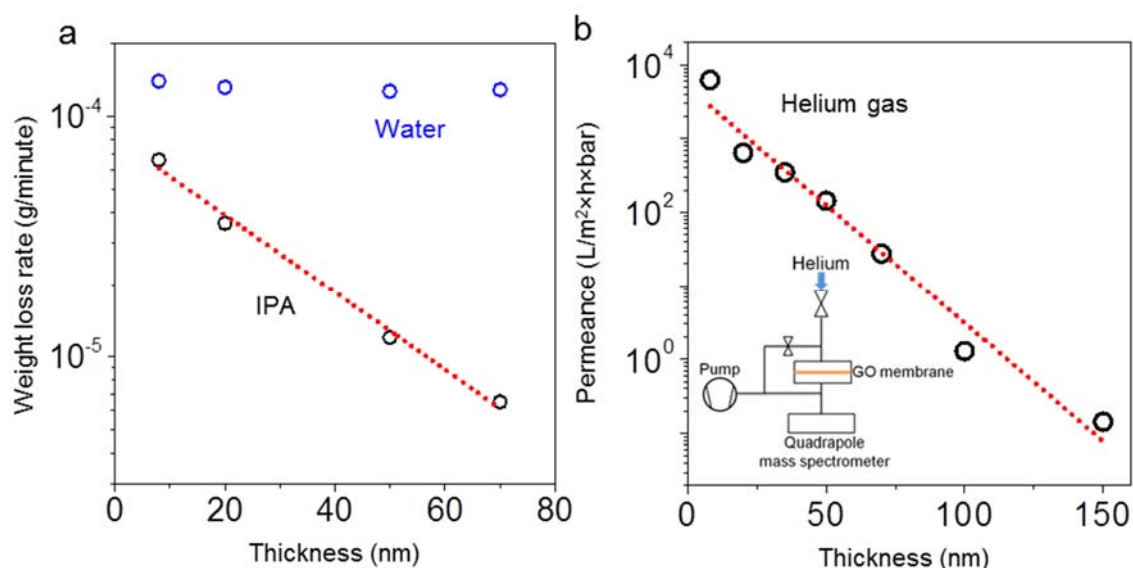 a
Weight loss rate (g/minute)
10⁻⁴
10⁻⁵
Water
IPA
0
20
40
60
80
Thickness (nm)
b
Permeance (L/m²×h×bar)
10⁴
10²
10⁰
Helium gas
Helium
Pump
GO membrane
Quadrapole
mass spectrometer
0
50
100
150
Thickness (nm)